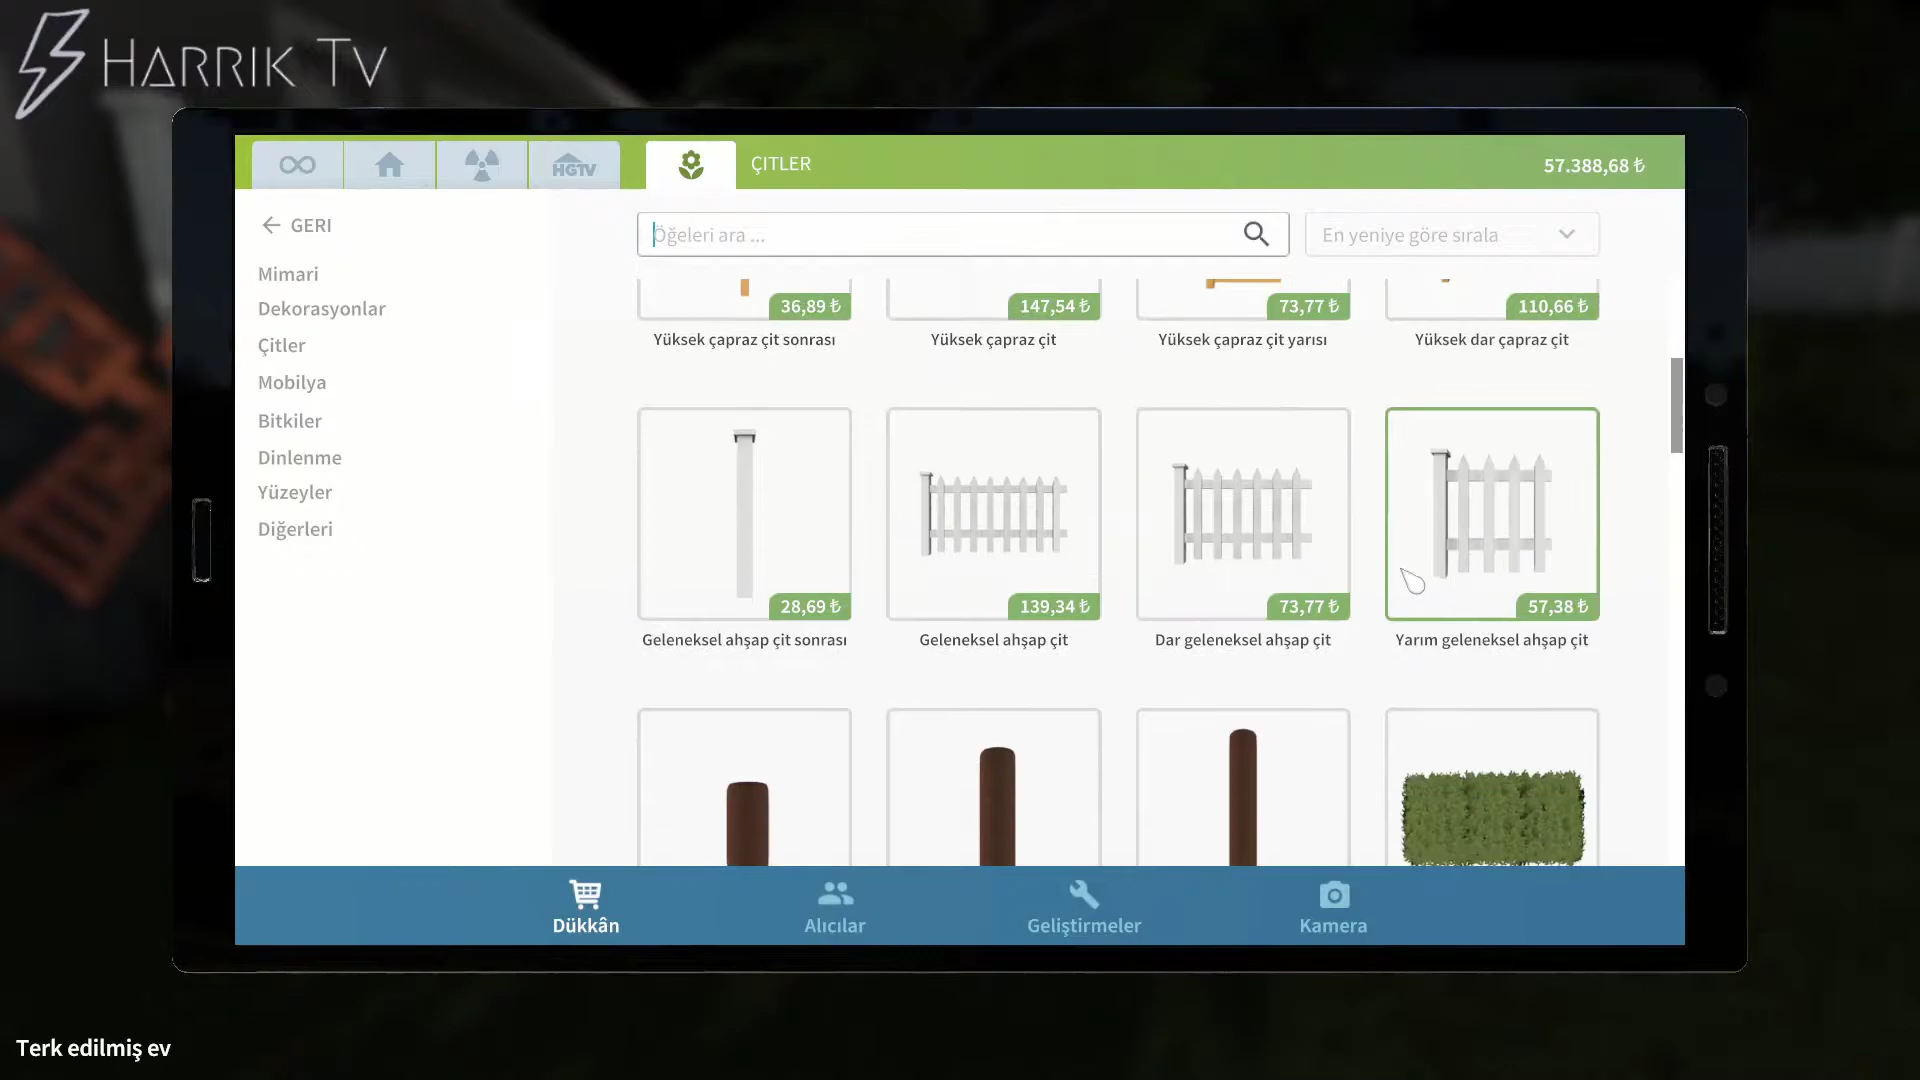 HARRIK TV
HGTV
ÇITLER
57.388,68 ₺
GERI
Öğeleri ara ...
En yeniye göre sırala
Mimari
Dekorasyonlar
Çitler
Mobilya
Bitkiler
Dinlenme
Yüzeyler
Diğerleri
36,89 ₺
147,54 ₺
73,77 ₺
110,66 ₺
Yüksek çapraz çit sonrası
Yüksek çapraz çit
Yüksek çapraz çit yarısı
Yüksek dar çapraz çit
28,69 ₺
139,34 ₺
73,77 ₺
57,38 ₺
Geleneksel ahşap çit sonrası
Geleneksel ahşap çit
Dar geleneksel ahşap çit
Yarım geleneksel ahşap çit
Dükkân
Alıcılar
Geliştirmeler
Kamera
Terk edilmiş ev